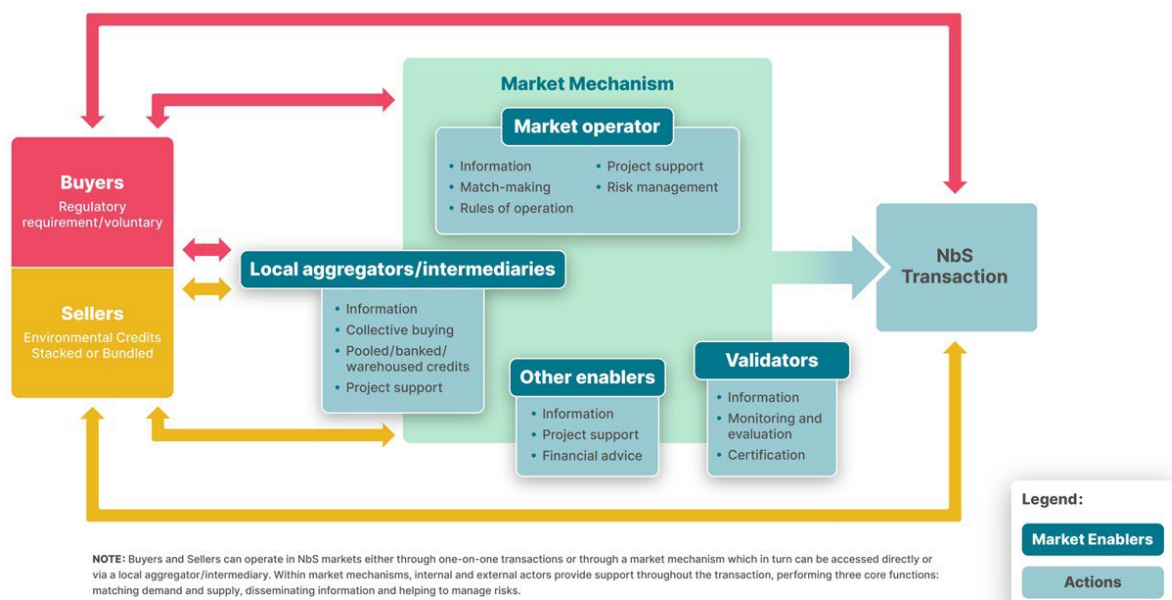 Market Mechanism
Market operator
• Information
• Match-making
• Rules of operation
• Project support
• Risk management
Buyers
Regulatory
requirement/voluntary
Sellers
Environmental Credits
Stacked or Bundled
Local aggregators/intermediaries
• Information
• Collective buying
• Pooled/banked/
warehoused credits
• Project support
Other enablers
• Information
• Project support
• Financial advice
Validators
• Information
• Monitoring and
evaluation
• Certification
NbS
Transaction
Legend:
Market Enablers
Actions
NOTE: Buyers and Sellers can operate in NbS markets either through one-on-one transactions or through a market mechanism which in turn can be accessed directly or
via a local aggregator/intermediary. Within market mechanisms, internal and external actors provide support throughout the transaction, performing three core functions:
matching demand and supply, disseminating information and helping to manage risks.